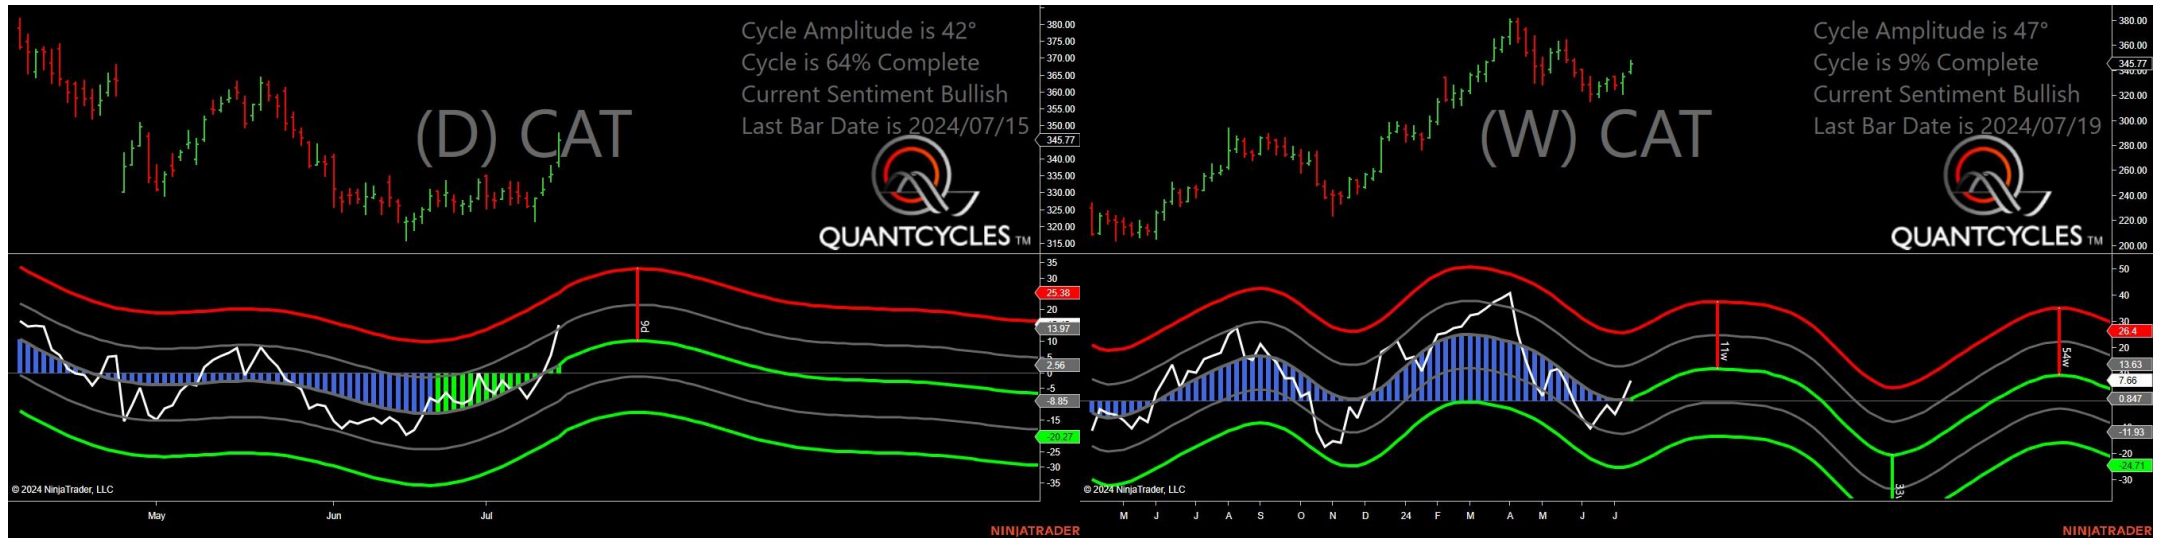 Cycle Amplitude is 42°
Cycle is 64% Complete
Current Sentiment Bullish
Last Bar Date is 2024/07/15
(D) CAT
QUANTCYCLES TM
380.00
375.00
370.00
365.00
360.00
355.00
350.00
345.77
340.00
335.00
330.00
325.00
320.00
315.00
35
30
25.38
20
13.97
10
5
2.56
0
-5
-8.85
-15
-20.27
-25
-30
-35
9d
© 2024 NinjaTrader, LLC
May
Jun
Jul
NINJATRADER
Cycle Amplitude is 47°
Cycle is 9% Complete
Current Sentiment Bullish
Last Bar Date is 2024/07/19
(W) CAT
QUANTCYCLES TM
380.00
360.00
345.77
340.00
320.00
300.00
280.00
260.00
240.00
220.00
200.00
50
40
30
26.4
20
13.63
7.66
0.847
-11.93
-20
-24.71
-30
11w
54w
© 2024 NinjaTrader, LLC
M J J A S O N D 24 F M A M J J
NINJATRADER